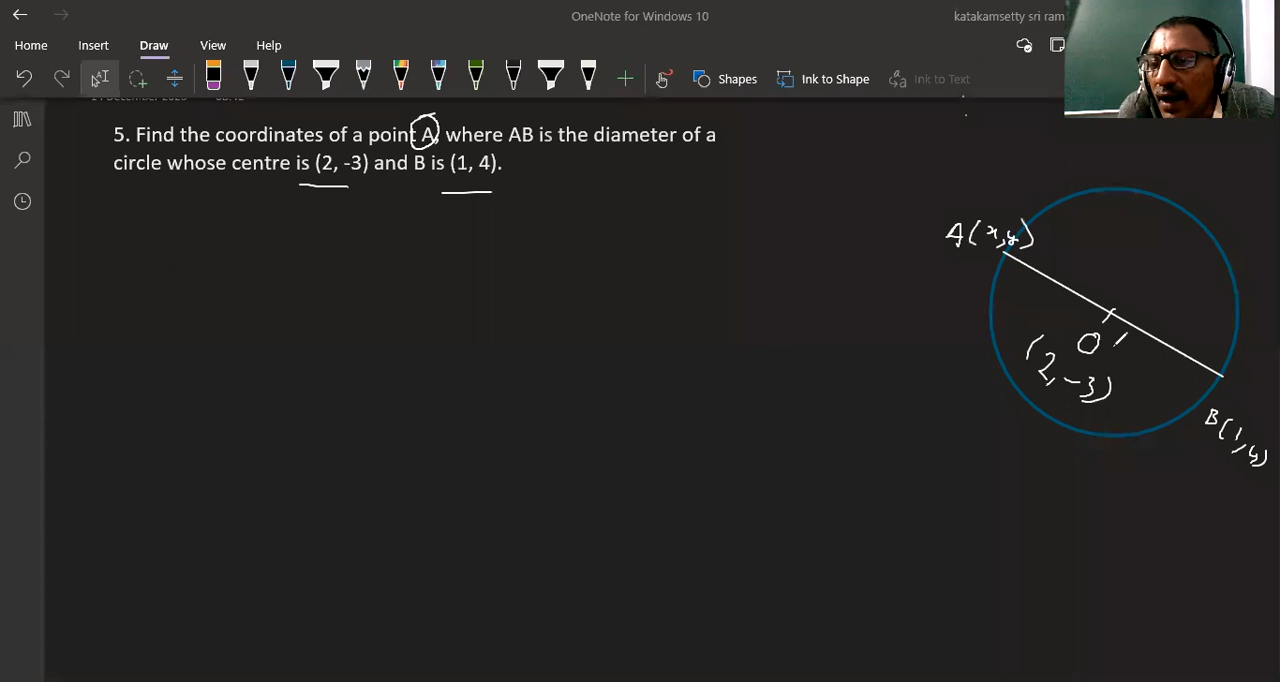 OneNote for Windows 10
katakamsetty sri ram
Home Insert Draw View Help
Shapes Ink to Shape Ink to Text
5. Find the coordinates of a point A, where AB is the diameter of a
circle whose centre is (2, -3) and B is (1, 4).
A(x,y)
O
(2,-3)
B(1,4)